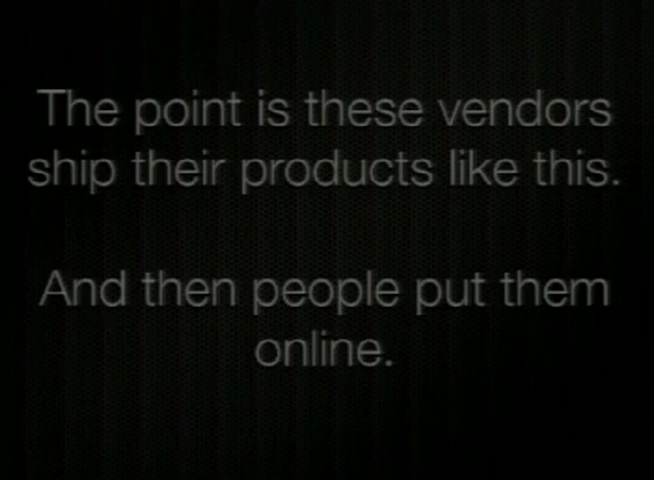 The point is these vendors
ship their products like this.
And then people put them
online.